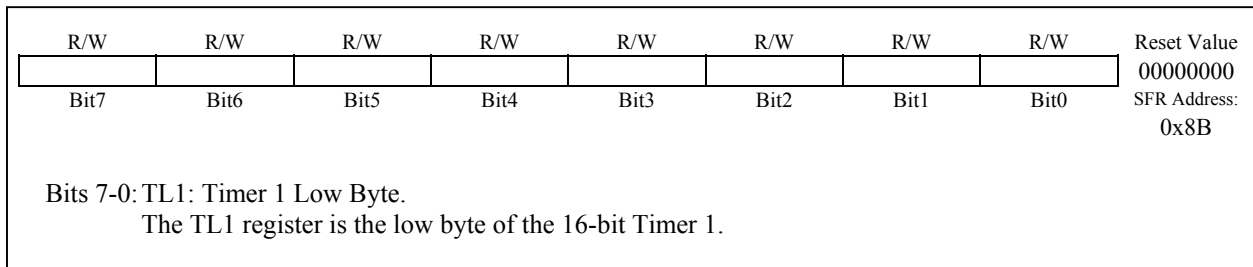 R/W R/W R/W R/W R/W R/W R/W R/W Reset Value
00000000
Bit7 Bit6 Bit5 Bit4 Bit3 Bit2 Bit1 Bit0 SFR Address:
0x8B
Bits 7-0: TL1: Timer 1 Low Byte.
The TL1 register is the low byte of the 16-bit Timer 1.